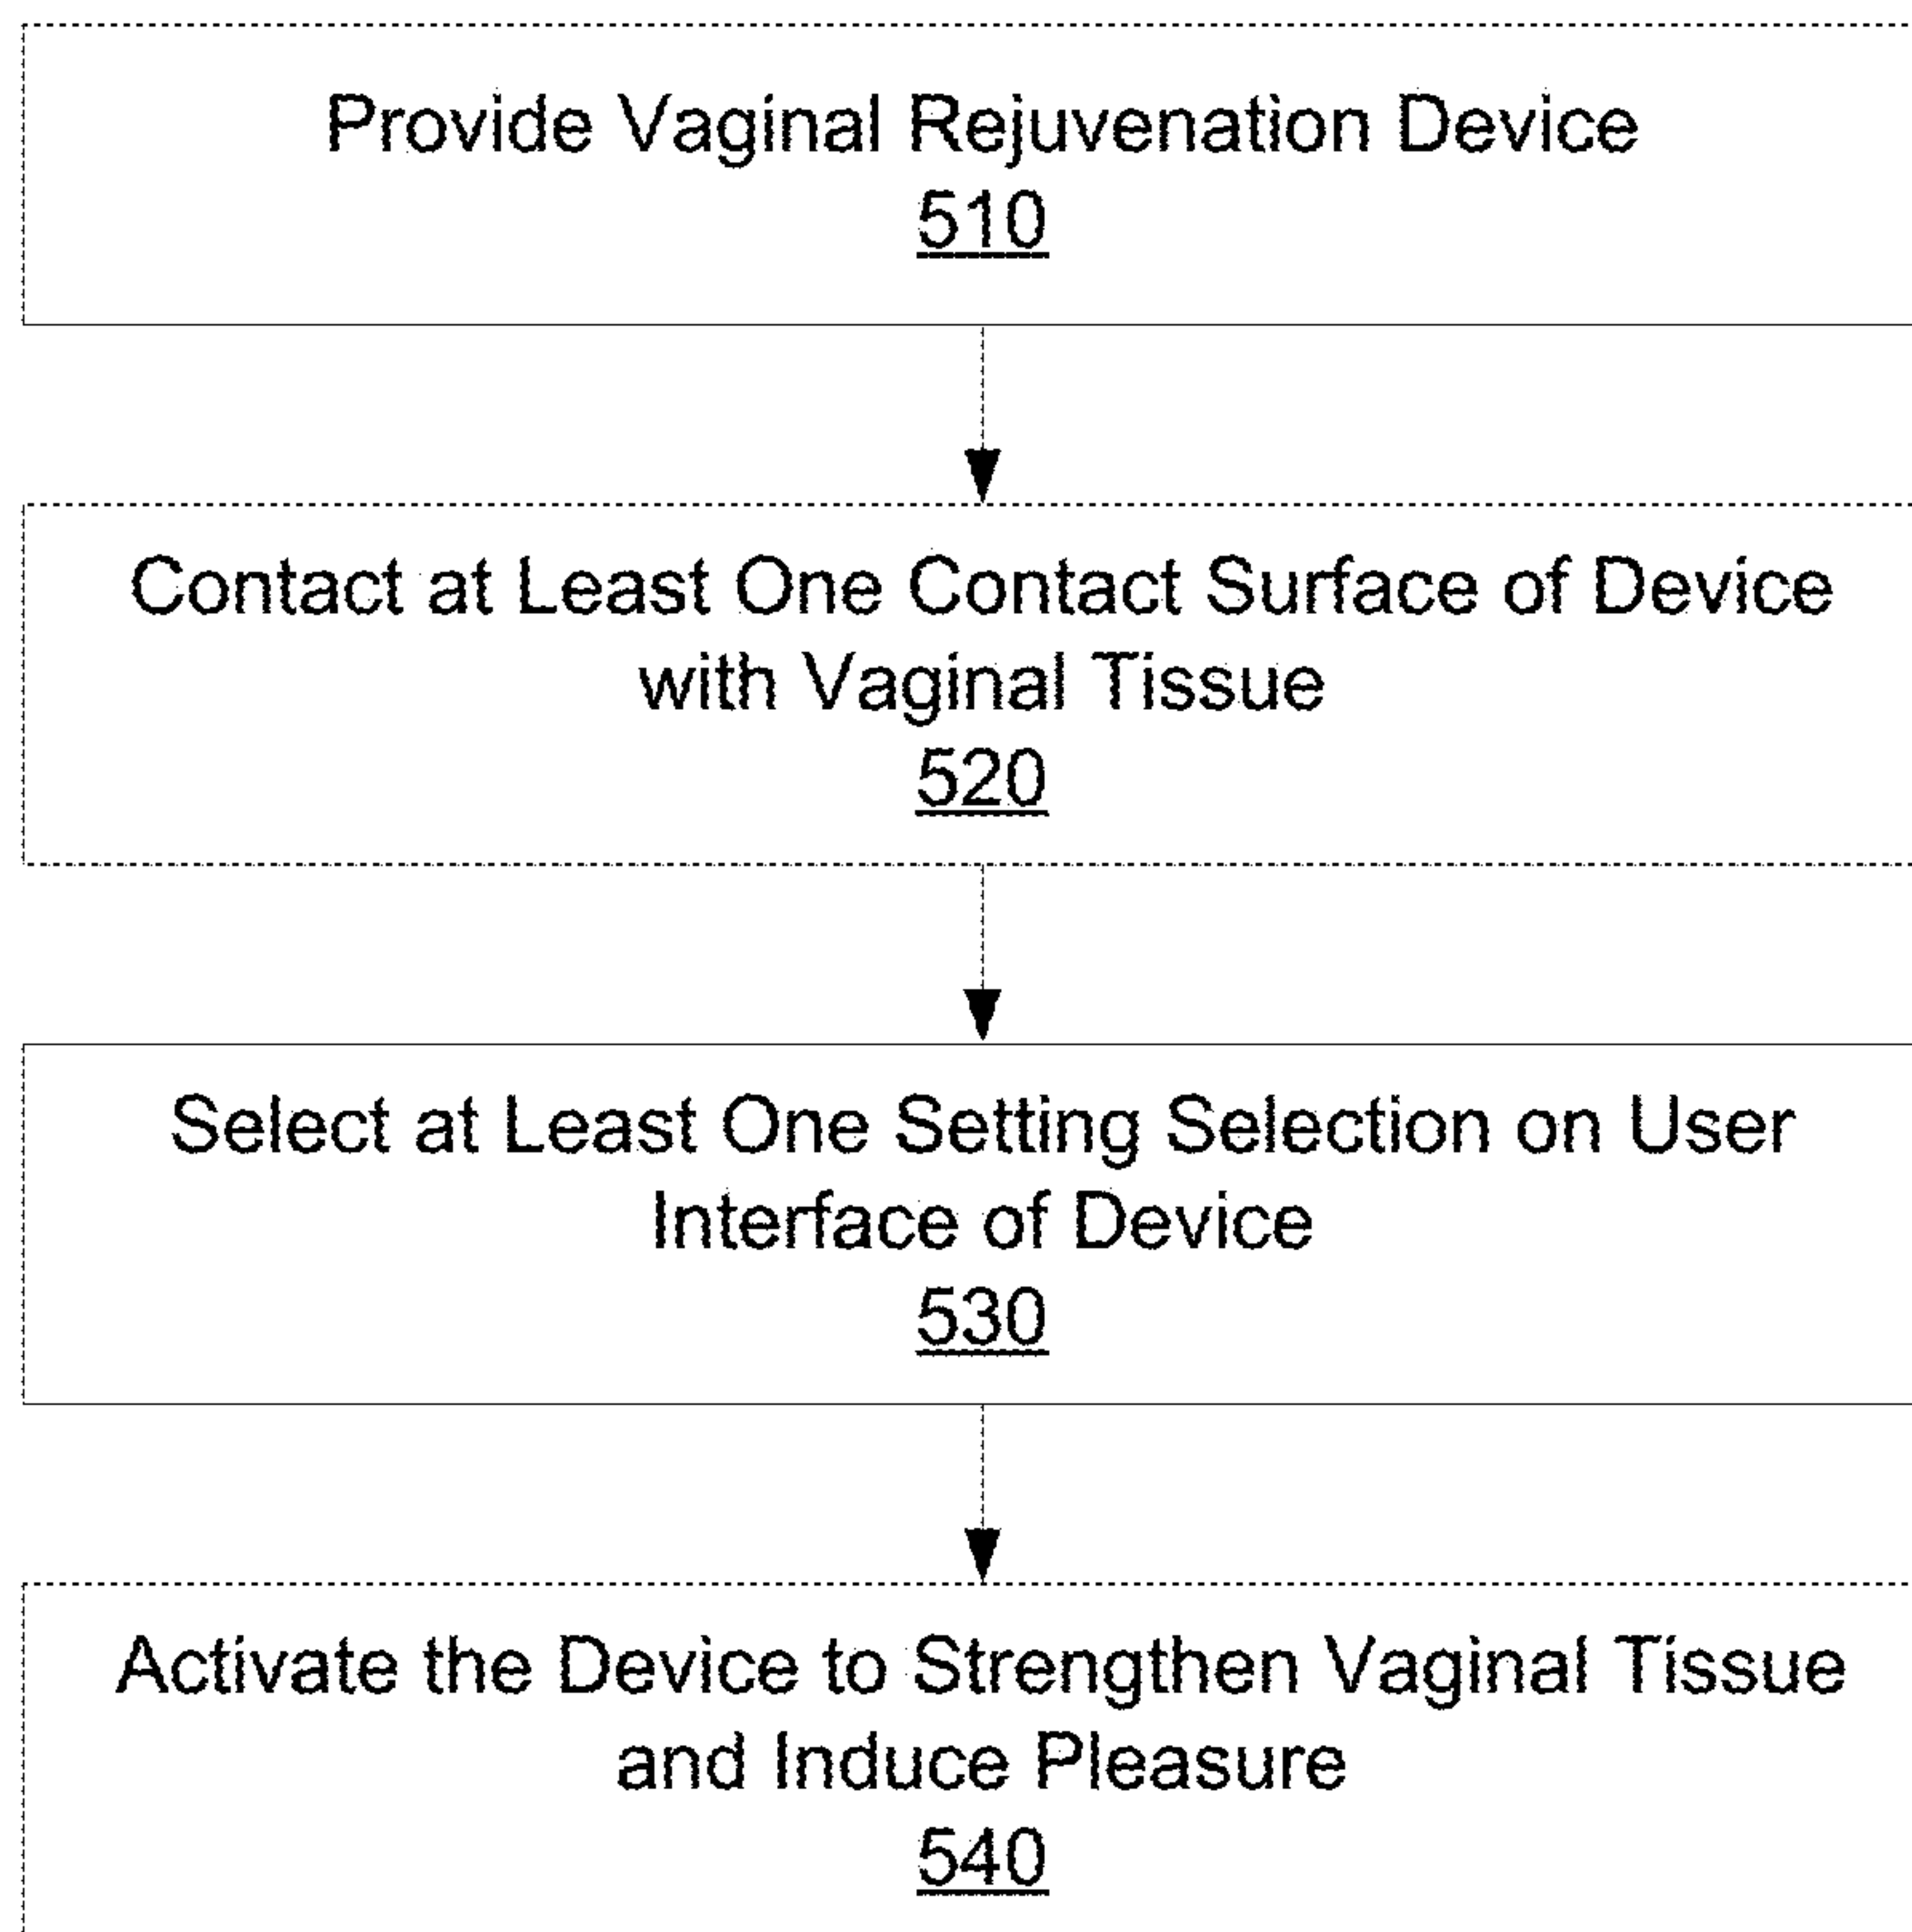 Provide Vaginal Rejuvenation Device
510
Contact at Least One Contact Surface of Device
with Vaginal Tissue
520
Select at Least One Setting Selection on User
Interface of Device
530
Activate the Device to Strengthen Vaginal Tissue
and Induce Pleasure
540